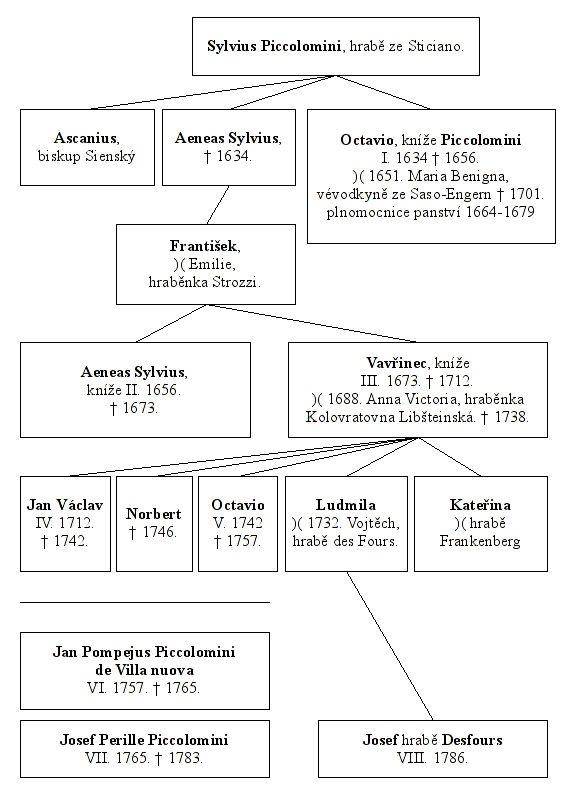 Sylvius Piccolomini, hrabě ze Sticiano.
Ascanius,
biskup Sienský
Aeneas Sylvius,
† 1634.
Octavio, kníže Piccolomini
I. 1634 † 1656.
)( 1651. Maria Benigna,
vévodkyně ze Saso-Engern † 1701.
plnomocnice panství 1664-1679
František,
)( Emilie,
hraběnka Strozzi.
Aeneas Sylvius,
kníže II. 1656.
† 1673.
Vavřinec, kníže
III. 1673. † 1712.
)( 1688. Anna Victoria, hraběnka
Kolovratovna Libšteinská. † 1738.
Jan Václav
IV. 1712.
† 1742.
Norbert
† 1746.
Octavio
V. 1742
† 1757.
Ludmila
)( 1732. Vojtěch,
hrabě des Fours.
Kateřina
)( hrabě
Frankenberg
Jan Pompejus Piccolomini
de Villa nuova
VI. 1757. † 1765.
Josef Perille Piccolomini
VII. 1765. † 1783.
Josef hrabě Desfours
VIII. 1786.